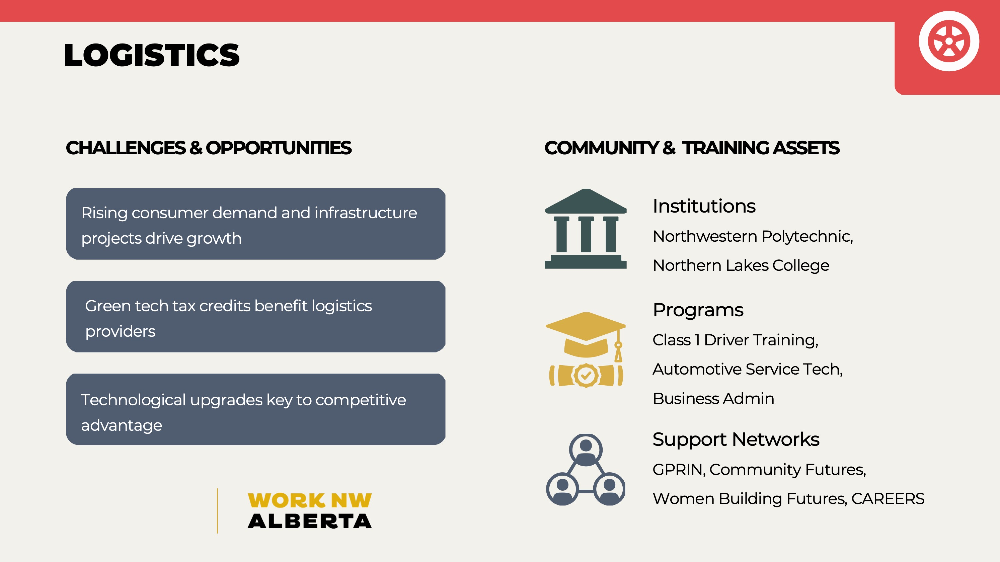 LOGISTICS
CHALLENGES & OPPORTUNITIES
Rising consumer demand and infrastructure
projects drive growth
Green tech tax credits benefit logistics
providers
Technological upgrades key to competitive
advantage
WORK NW
ALBERTA
COMMUNITY & TRAINING ASSETS
Institutions
Northwestern Polytechnic,
Northern Lakes College
Programs
Class 1 Driver Training,
Automotive Service Tech,
Business Admin
Support Networks
GPRIN, Community Futures,
Women Building Futures, CAREERS